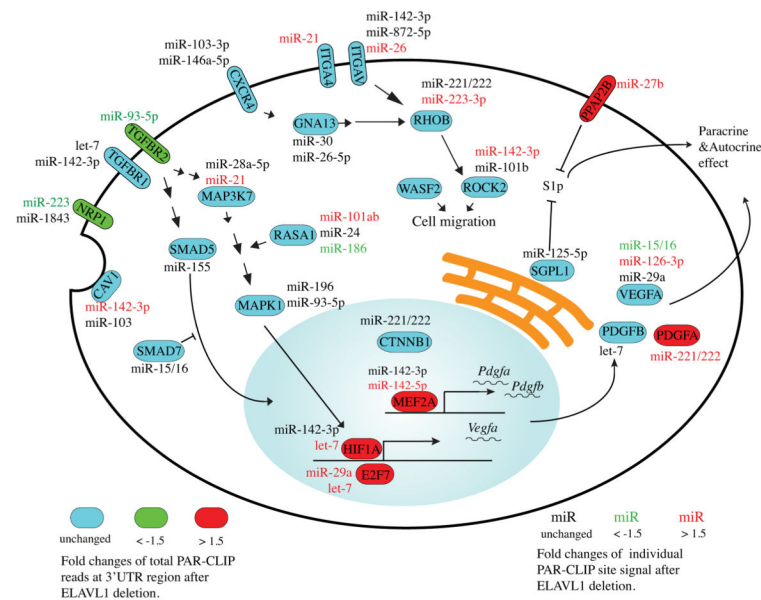 miR-142-3p
miR-872-5p
miR-26
miR-21
miR-103-3p
miR-146a-5p
ITGA4
ITGAV
CXCR4
miR-221/222
miR-223-3p
RHOB
GNA13
miR-30
miR-26-5p
miR-27b
PPAP2B
Paracrine
&Autocrine
effect
miR-93-5p
TGFBR2
let-7
miR-142-3p
TGFBR1
miR-28a-5p
miR-21
MAP3K7
miR-142-3p
miR-101b
WASF2
ROCK2
Cell migration
S1p
miR-223
miR-1843
NRP1
miR-101ab
miR-24
miR-186
RASA1
SMAD5
miR-155
miR-125-5p
SGPL1
miR-15/16
miR-126-3p
miR-29a
VEGFA
CAV1
miR-142-3p
miR-103
MAPK1
miR-196
miR-93-5p
SMAD7
miR-15/16
miR-221/222
CTNNB1
PDGFB
let-7
PDGFA
miR-221/222
miR-142-3p
miR-142-5p
MEF2A
Pdgfa
Pdgfb
miR-142-3p
let-7
HIF1A
Vegfa
miR-29a
let-7
E2F7
unchanged
< -1.5
> 1.5
Fold changes of total PAR-CLIP
reads at 3'UTR region after
ELAVL1 deletion.
miR
miR
miR
unchanged
< -1.5
> 1.5
Fold changes of individual
PAR-CLIP site signal after
ELAVL1 deletion.